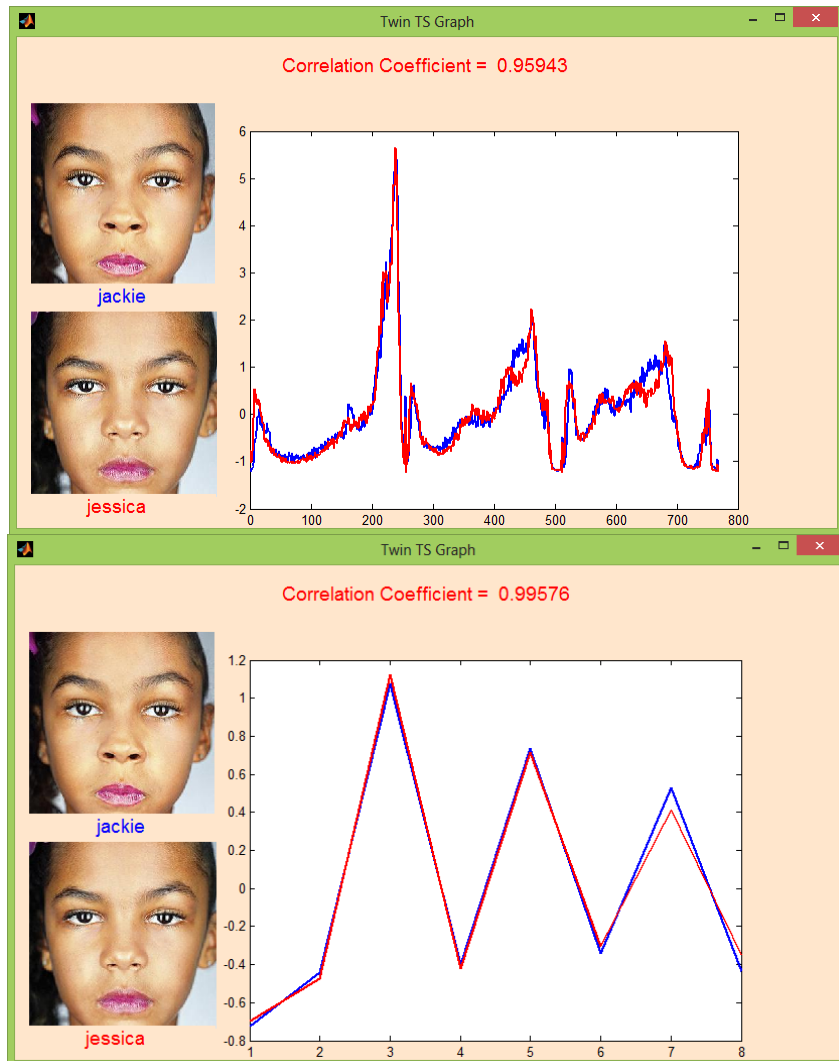 Twin TS Graph
Correlation Coefficient = 0.95943
6
5
4
3
2
1
0
-1
-2
0 100 200 300 400 500 600 700 800
jackie
jessica
Twin TS Graph
Correlation Coefficient = 0.99576
1.2
1
0.8
0.6
0.4
0.2
0
-0.2
-0.4
-0.6
-0.8
1 2 3 4 5 6 7 8
jackie
jessica